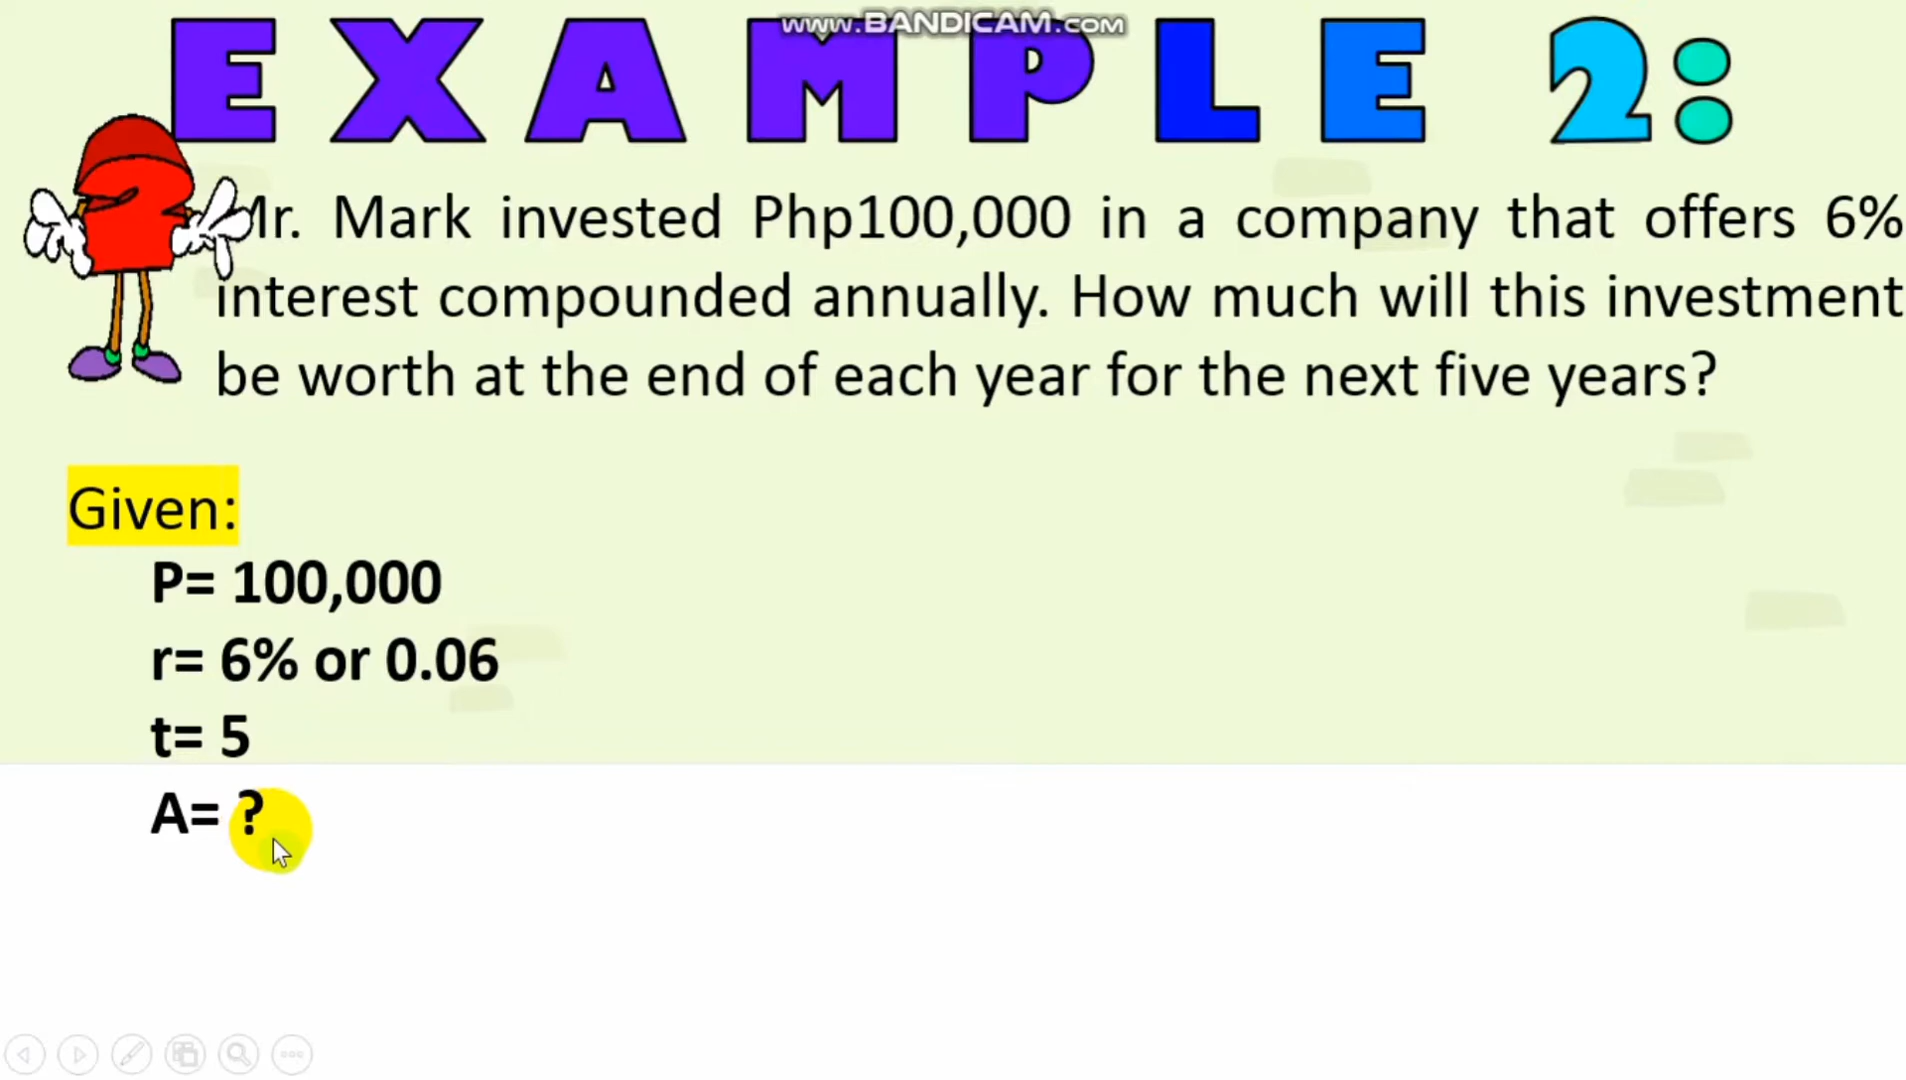 www.BANDICAM.com
EXAMPLE 2:
Mr. Mark invested Php100,000 in a company that offers 6%
interest compounded annually. How much will this investment
be worth at the end of each year for the next five years?
Given:
P= 100,000
r= 6% or 0.06
t= 5
A= ?